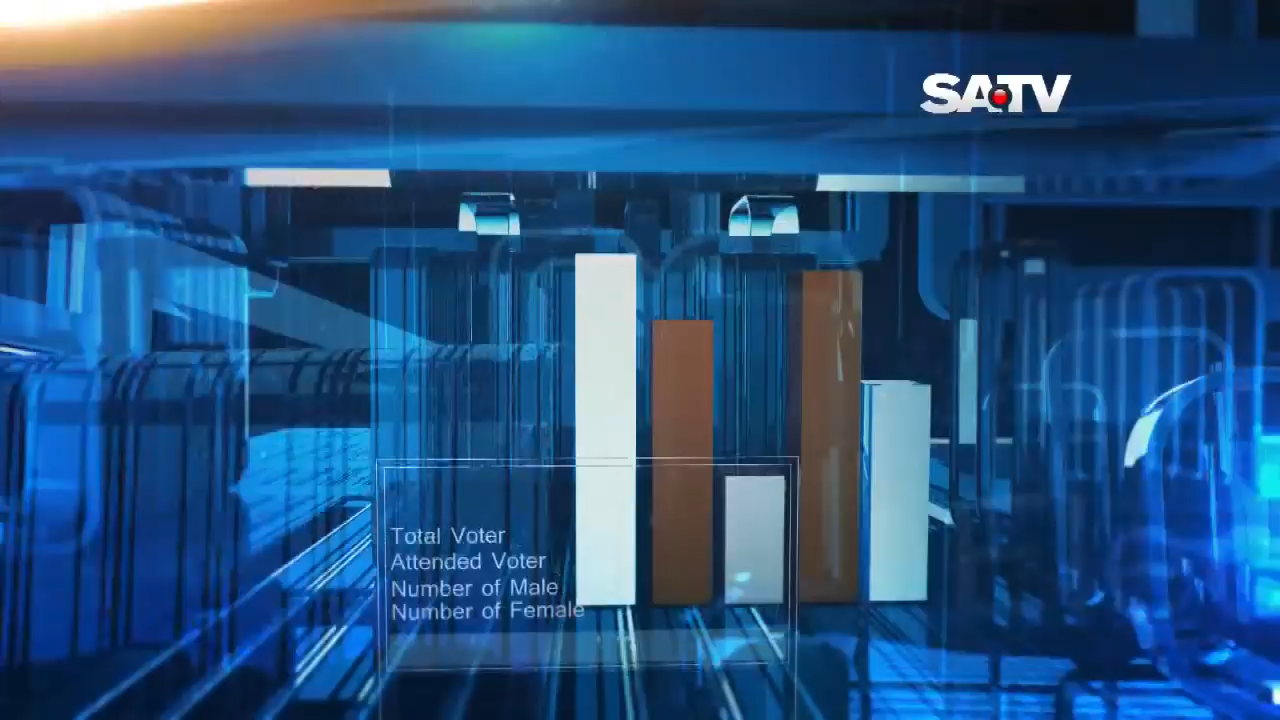 SATV
Total Voter
Attended Voter
Number of Male
Number of Female